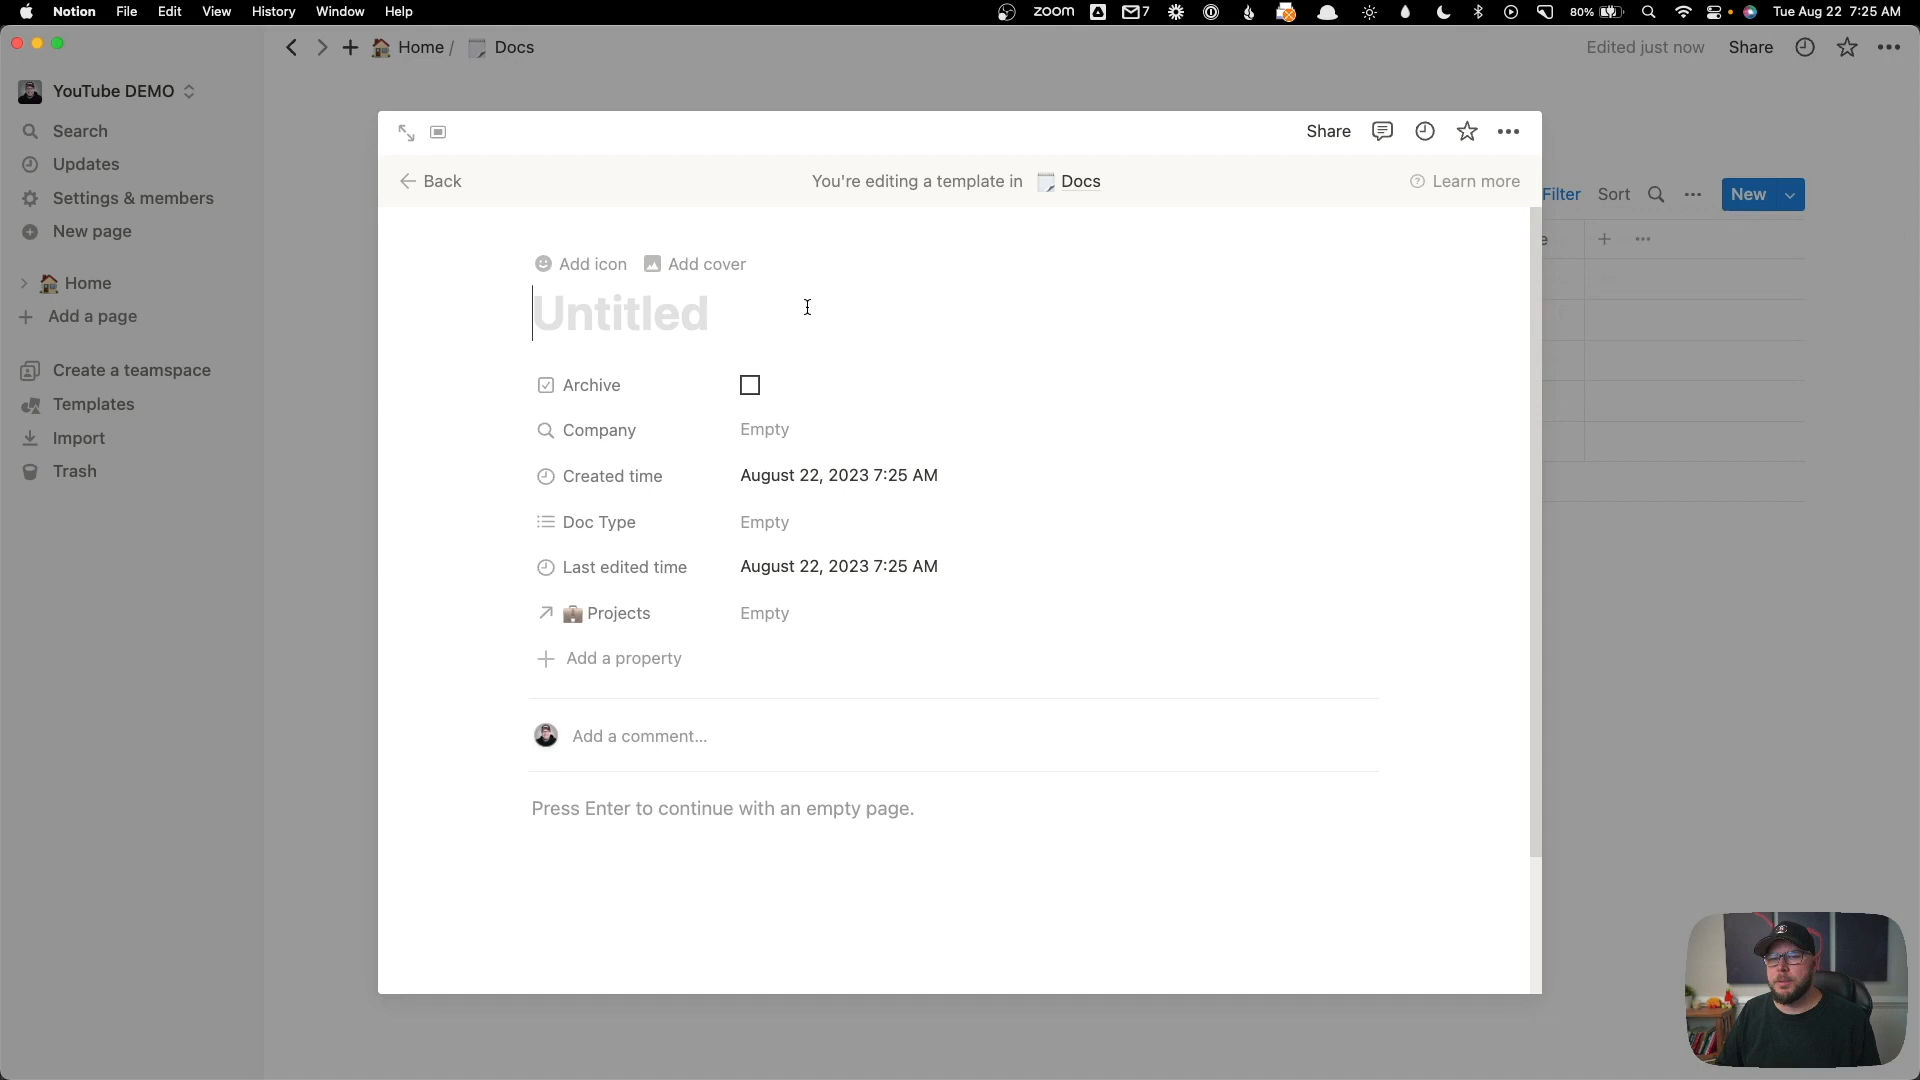 Notion File Edit View History Window Help
zoom 7 80% Tue Aug 22 7:25 AM
Home / Docs
Edited just now Share
YouTube DEMO
Search
Updates
Settings & members
New page
Home
Add a page
Create a teamspace
Templates
Import
Trash
Share
Back
You're editing a template in Docs
Learn more
Filter Sort New
e
Add icon Add cover
Untitled
Archive
Company Empty
Created time August 22, 2023 7:25 AM
Doc Type Empty
Last edited time August 22, 2023 7:25 AM
Projects Empty
Add a property
Add a comment...
Press Enter to continue with an empty page.